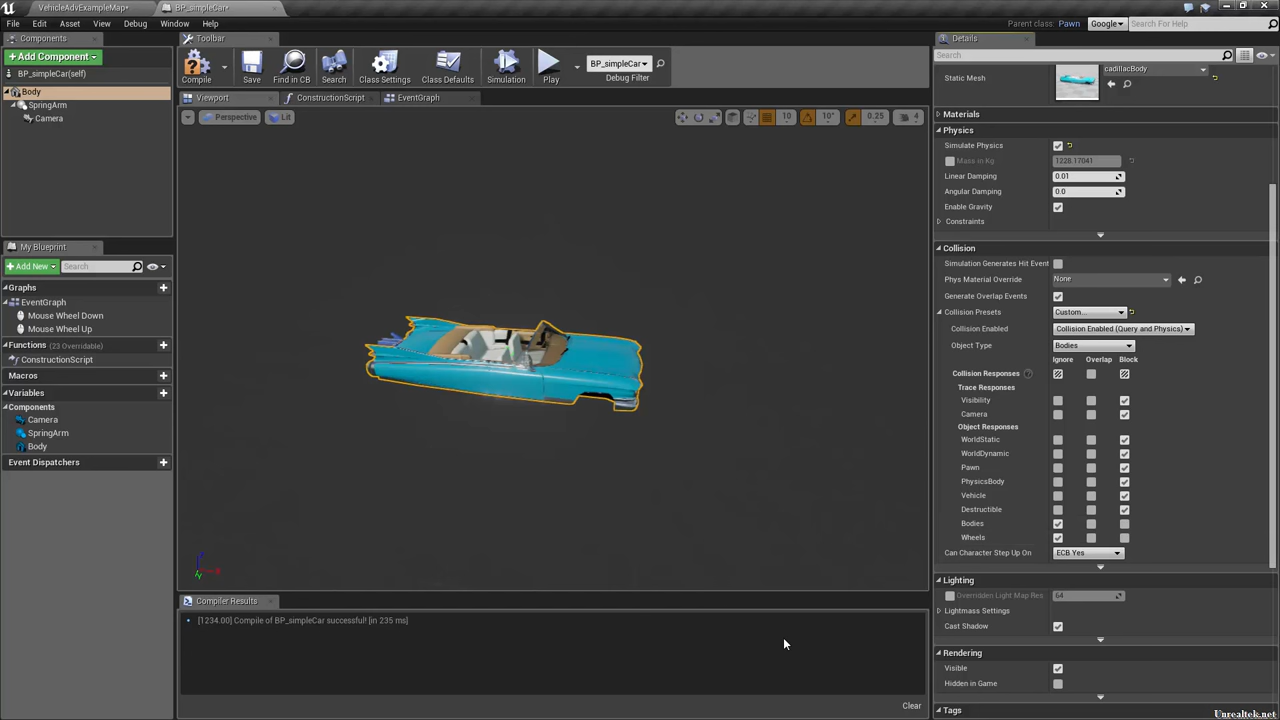 VehicleAdvExampleMap*
BP_simpleCar*
File Edit Asset View Debug Window Help
Parent class: Pawn Google Search For Help
Components
Add Component
BP_simpleCar(self)
Body
SpringArm
Camera
My Blueprint
Add New Search
Graphs
EventGraph
Mouse Wheel Down
Mouse Wheel Up
Functions (23 Overridable)
ConstructionScript
Macros
Variables
Components
Camera
SpringArm
Body
Event Dispatchers
Toolbar
Compile Save Find in CB Search Class Settings Class Defaults Simulation Play
BP_simpleCar
Debug Filter
Viewport ConstructionScript EventGraph
Perspective Lit 10 10° 0.25 4
Compiler Results
[1234.00] Compile of BP_simpleCar successful! [in 235 ms]
Clear
Details
Search
Static Mesh cadillacBody
Materials
Physics
Simulate Physics
Mass in Kg 1228.17041
Linear Damping 0.01
Angular Damping 0.0
Enable Gravity
Constraints
Collision
Simulation Generates Hit Event
Phys Material Override None
Generate Overlap Events
Collision Presets Custom...
Collision Enabled Collision Enabled (Query and Physics)
Object Type Bodies
Ignore Overlap Block
Collision Responses
Trace Responses
Visibility
Camera
Object Responses
WorldStatic
WorldDynamic
Pawn
PhysicsBody
Vehicle
Destructible
Bodies
Wheels
Can Character Step Up On ECB Yes
Lighting
Overridden Light Map Res 64
Lightmass Settings
Cast Shadow
Rendering
Visible
Hidden in Game
Tags
Unrealtek.net